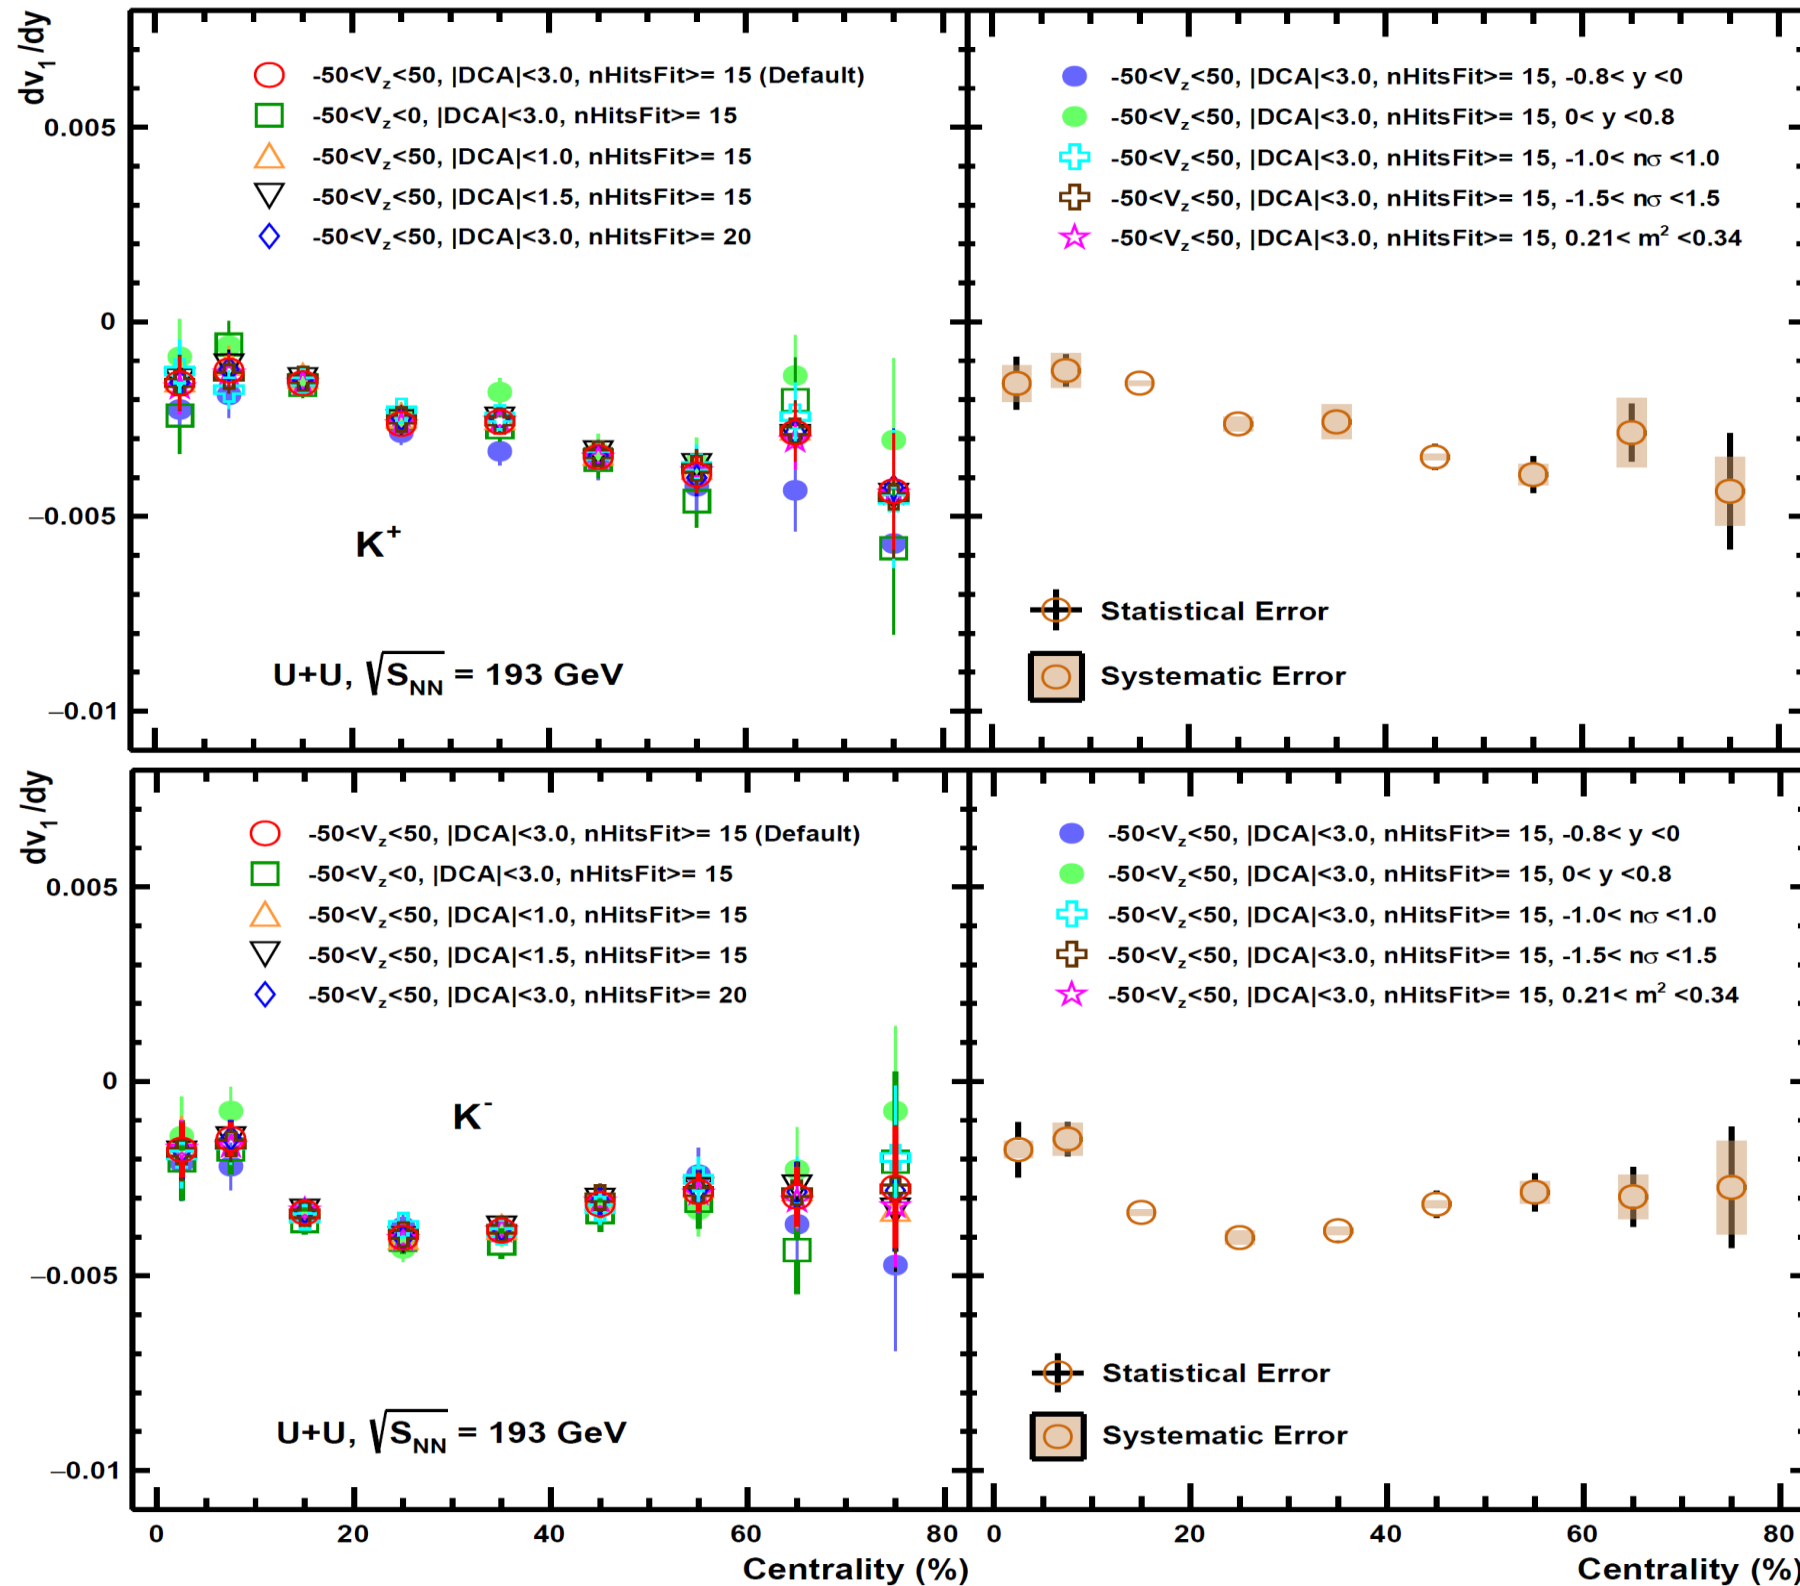 dv1/dy
-50<Vz<50, |DCA|<3.0, nHitsFit>= 15 (Default)
-50<Vz<0, |DCA|<3.0, nHitsFit>= 15
-50<Vz<50, |DCA|<1.0, nHitsFit>= 15
-50<Vz<50, |DCA|<1.5, nHitsFit>= 15
-50<Vz<50, |DCA|<3.0, nHitsFit>= 20
0.005
0
−0.005
−0.01
K+
U+U, √SNN = 193 GeV
-50<Vz<50, |DCA|<3.0, nHitsFit>= 15, -0.8< y <0
-50<Vz<50, |DCA|<3.0, nHitsFit>= 15, 0< y <0.8
-50<Vz<50, |DCA|<3.0, nHitsFit>= 15, -1.0< nσ <1.0
-50<Vz<50, |DCA|<3.0, nHitsFit>= 15, -1.5< nσ <1.5
-50<Vz<50, |DCA|<3.0, nHitsFit>= 15, 0.21< m² <0.34
Statistical Error
Systematic Error
dv1/dy
-50<Vz<50, |DCA|<3.0, nHitsFit>= 15 (Default)
-50<Vz<0, |DCA|<3.0, nHitsFit>= 15
-50<Vz<50, |DCA|<1.0, nHitsFit>= 15
-50<Vz<50, |DCA|<1.5, nHitsFit>= 15
-50<Vz<50, |DCA|<3.0, nHitsFit>= 20
0.005
0
−0.005
−0.01
K-
U+U, √SNN = 193 GeV
-50<Vz<50, |DCA|<3.0, nHitsFit>= 15, -0.8< y <0
-50<Vz<50, |DCA|<3.0, nHitsFit>= 15, 0< y <0.8
-50<Vz<50, |DCA|<3.0, nHitsFit>= 15, -1.0< nσ <1.0
-50<Vz<50, |DCA|<3.0, nHitsFit>= 15, -1.5< nσ <1.5
-50<Vz<50, |DCA|<3.0, nHitsFit>= 15, 0.21< m² <0.34
Statistical Error
Systematic Error
0 20 40 60 80 0 20 40 60 80
Centrality (%) Centrality (%)